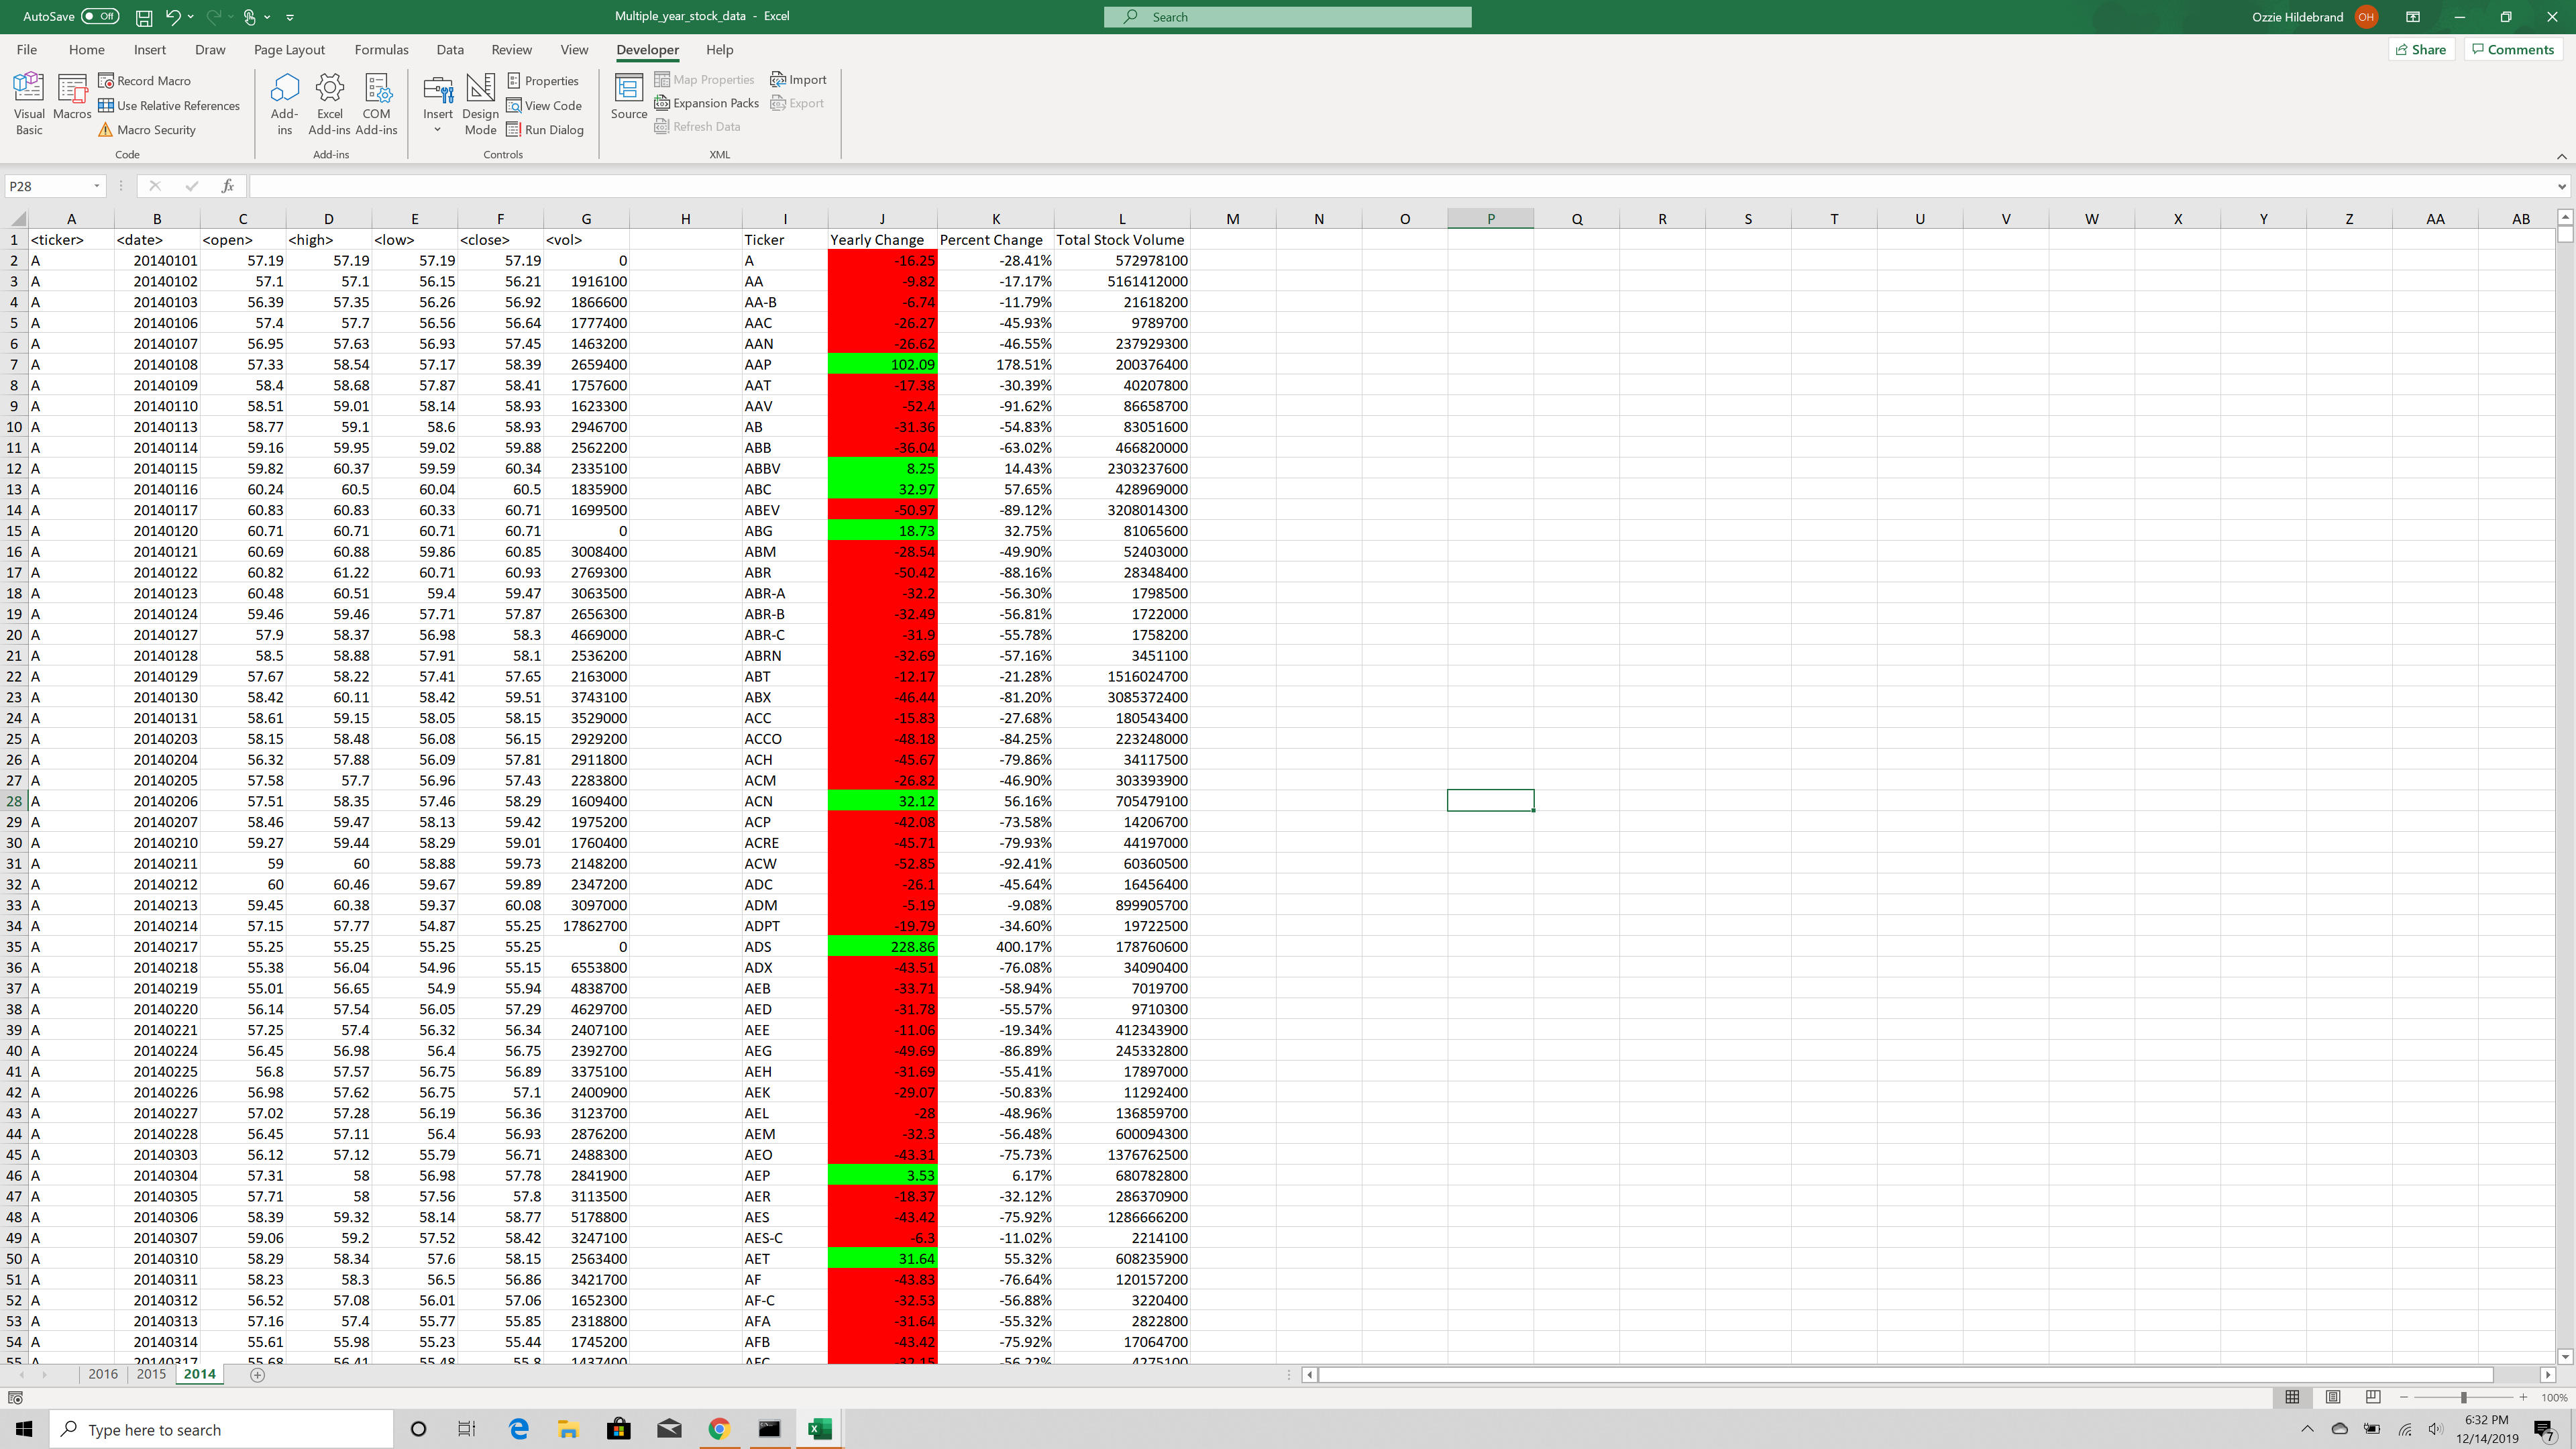 AutoSave Off Multiple_year_stock_data - Excel Search Ozzie Hildebrand OH
File Home Insert Draw Page Layout Formulas Data Review View Developer Help Share Comments
Visual Basic Macros Record Macro Use Relative References Macro Security Add-ins Excel Add-ins COM Add-ins Insert Design Mode Properties View Code Run Dialog Source Map Properties Expansion Packs Refresh Data Import Export
Code Add-ins Controls XML
P28 fx
A B C D E F G H I J K L M N O P Q R S T U V W X Y Z AA AB
1 <ticker> <date> <open> <high> <low> <close> <vol> Ticker Yearly Change Percent Change Total Stock Volume
2 A 20140101 57.19 57.19 57.19 57.19 0 A -16.25 -28.41% 572978100
3 A 20140102 57.1 57.1 56.15 56.21 1916100 AA -9.82 -17.17% 5161412000
4 A 20140103 56.39 57.35 56.26 56.92 1866600 AA-B -6.74 -11.79% 21618200
5 A 20140106 57.4 57.7 56.56 56.64 1777400 AAC -26.27 -45.93% 9789700
6 A 20140107 56.95 57.63 56.93 57.45 1463200 AAN -26.62 -46.55% 237929300
7 A 20140108 57.33 58.54 57.17 58.39 2659400 AAP 102.09 178.51% 200376400
8 A 20140109 58.4 58.68 57.87 58.41 1757600 AAT -17.38 -30.39% 40207800
9 A 20140110 58.51 59.01 58.14 58.93 1623300 AAV -52.4 -91.62% 86658700
10 A 20140113 58.77 59.1 58.6 58.93 2946700 AB -31.36 -54.83% 83051600
11 A 20140114 59.16 59.95 59.02 59.88 2562200 ABB -36.04 -63.02% 466820000
12 A 20140115 59.82 60.37 59.59 60.34 2335100 ABBV 8.25 14.43% 2303237600
13 A 20140116 60.24 60.5 60.04 60.5 1835900 ABC 32.97 57.65% 428969000
14 A 20140117 60.83 60.83 60.33 60.71 1699500 ABEV -50.97 -89.12% 3208014300
15 A 20140120 60.71 60.71 60.71 60.71 0 ABG 18.73 32.75% 81065600
16 A 20140121 60.69 60.88 59.86 60.85 3008400 ABM -28.54 -49.90% 52403000
17 A 20140122 60.82 61.22 60.71 60.93 2769300 ABR -50.42 -88.16% 28348400
18 A 20140123 60.48 60.51 59.4 59.47 3063500 ABR-A -32.2 -56.30% 1798500
19 A 20140124 59.46 59.46 57.71 57.87 2656300 ABR-B -32.49 -56.81% 1722000
20 A 20140127 57.9 58.37 56.98 58.3 4669000 ABR-C -31.9 -55.78% 1758200
21 A 20140128 58.5 58.88 57.91 58.1 2536200 ABRN -32.69 -57.16% 3451100
22 A 20140129 57.67 58.22 57.41 57.65 2163000 ABT -12.17 -21.28% 1516024700
23 A 20140130 58.42 60.11 58.42 59.51 3743100 ABX -46.44 -81.20% 3085372400
24 A 20140131 58.61 59.15 58.05 58.15 3529000 ACC -15.83 -27.68% 180543400
25 A 20140203 58.15 58.48 56.08 56.15 2929200 ACCO -48.18 -84.25% 223248000
26 A 20140204 56.32 57.88 56.09 57.81 2911800 ACH -45.67 -79.86% 34117500
27 A 20140205 57.58 57.7 56.96 57.43 2283800 ACM -26.82 -46.90% 303393900
28 A 20140206 57.51 58.35 57.46 58.29 1609400 ACN 32.12 56.16% 705479100
29 A 20140207 58.46 59.47 58.13 59.42 1975200 ACP -42.08 -73.58% 14206700
30 A 20140210 59.27 59.44 58.29 59.01 1760400 ACRE -45.71 -79.93% 44197000
31 A 20140211 59 60 58.88 59.73 2148200 ACW -52.85 -92.41% 60360500
32 A 20140212 60 60.46 59.67 59.89 2347200 ADC -26.1 -45.64% 16456400
33 A 20140213 59.45 60.38 59.37 60.08 3097000 ADM -5.19 -9.08% 899905700
34 A 20140214 57.15 57.77 54.87 55.25 17862700 ADPT -19.79 -34.60% 19722500
35 A 20140217 55.25 55.25 55.25 55.25 0 ADS 228.86 400.17% 178760600
36 A 20140218 55.38 56.04 54.96 55.15 6553800 ADX -43.51 -76.08% 34090400
37 A 20140219 55.01 56.65 54.9 55.94 4838700 AEB -33.71 -58.94% 7019700
38 A 20140220 56.14 57.54 56.05 57.29 4629700 AED -31.78 -55.57% 9710300
39 A 20140221 57.25 57.4 56.32 56.34 2407100 AEE -11.06 -19.34% 412343900
40 A 20140224 56.45 56.98 56.4 56.75 2392700 AEG -49.69 -86.89% 245332800
41 A 20140225 56.8 57.57 56.75 56.89 3375100 AEH -31.69 -55.41% 17897000
42 A 20140226 56.98 57.62 56.75 57.1 2400900 AEK -29.07 -50.83% 11292400
43 A 20140227 57.02 57.28 56.19 56.36 3123700 AEL -28 -48.96% 136859700
44 A 20140228 56.45 57.11 56.4 56.93 2876200 AEM -32.3 -56.48% 600094300
45 A 20140303 56.12 57.12 55.79 56.71 2488300 AEO -43.31 -75.73% 1376762500
46 A 20140304 57.31 58 56.98 57.78 2841900 AEP 3.53 6.17% 680782800
47 A 20140305 57.71 58 57.56 57.8 3113500 AER -18.37 -32.12% 286370900
48 A 20140306 58.39 59.32 58.14 58.77 5178800 AES -43.42 -75.92% 1286666200
49 A 20140307 59.06 59.2 57.52 58.42 3247100 AES-C -6.3 -11.02% 2214100
50 A 20140310 58.29 58.34 57.6 58.15 2563400 AET 31.64 55.32% 608235900
51 A 20140311 58.23 58.3 56.5 56.86 3421700 AF -43.83 -76.64% 120157200
52 A 20140312 56.52 57.08 56.01 57.06 1652300 AF-C -32.53 -56.88% 3220400
53 A 20140313 57.16 57.4 55.77 55.85 2318800 AFA -31.64 -55.32% 2822800
54 A 20140314 55.61 55.98 55.23 55.44 1745200 AFB -43.42 -75.92% 17064700
55 A 20140317 55.68 56.41 55.48 55.8 1437400 AFC -32.15 -56.22% 4275100
2016 2015 2014
100%
Type here to search 6:32 PM
12/14/2019 7